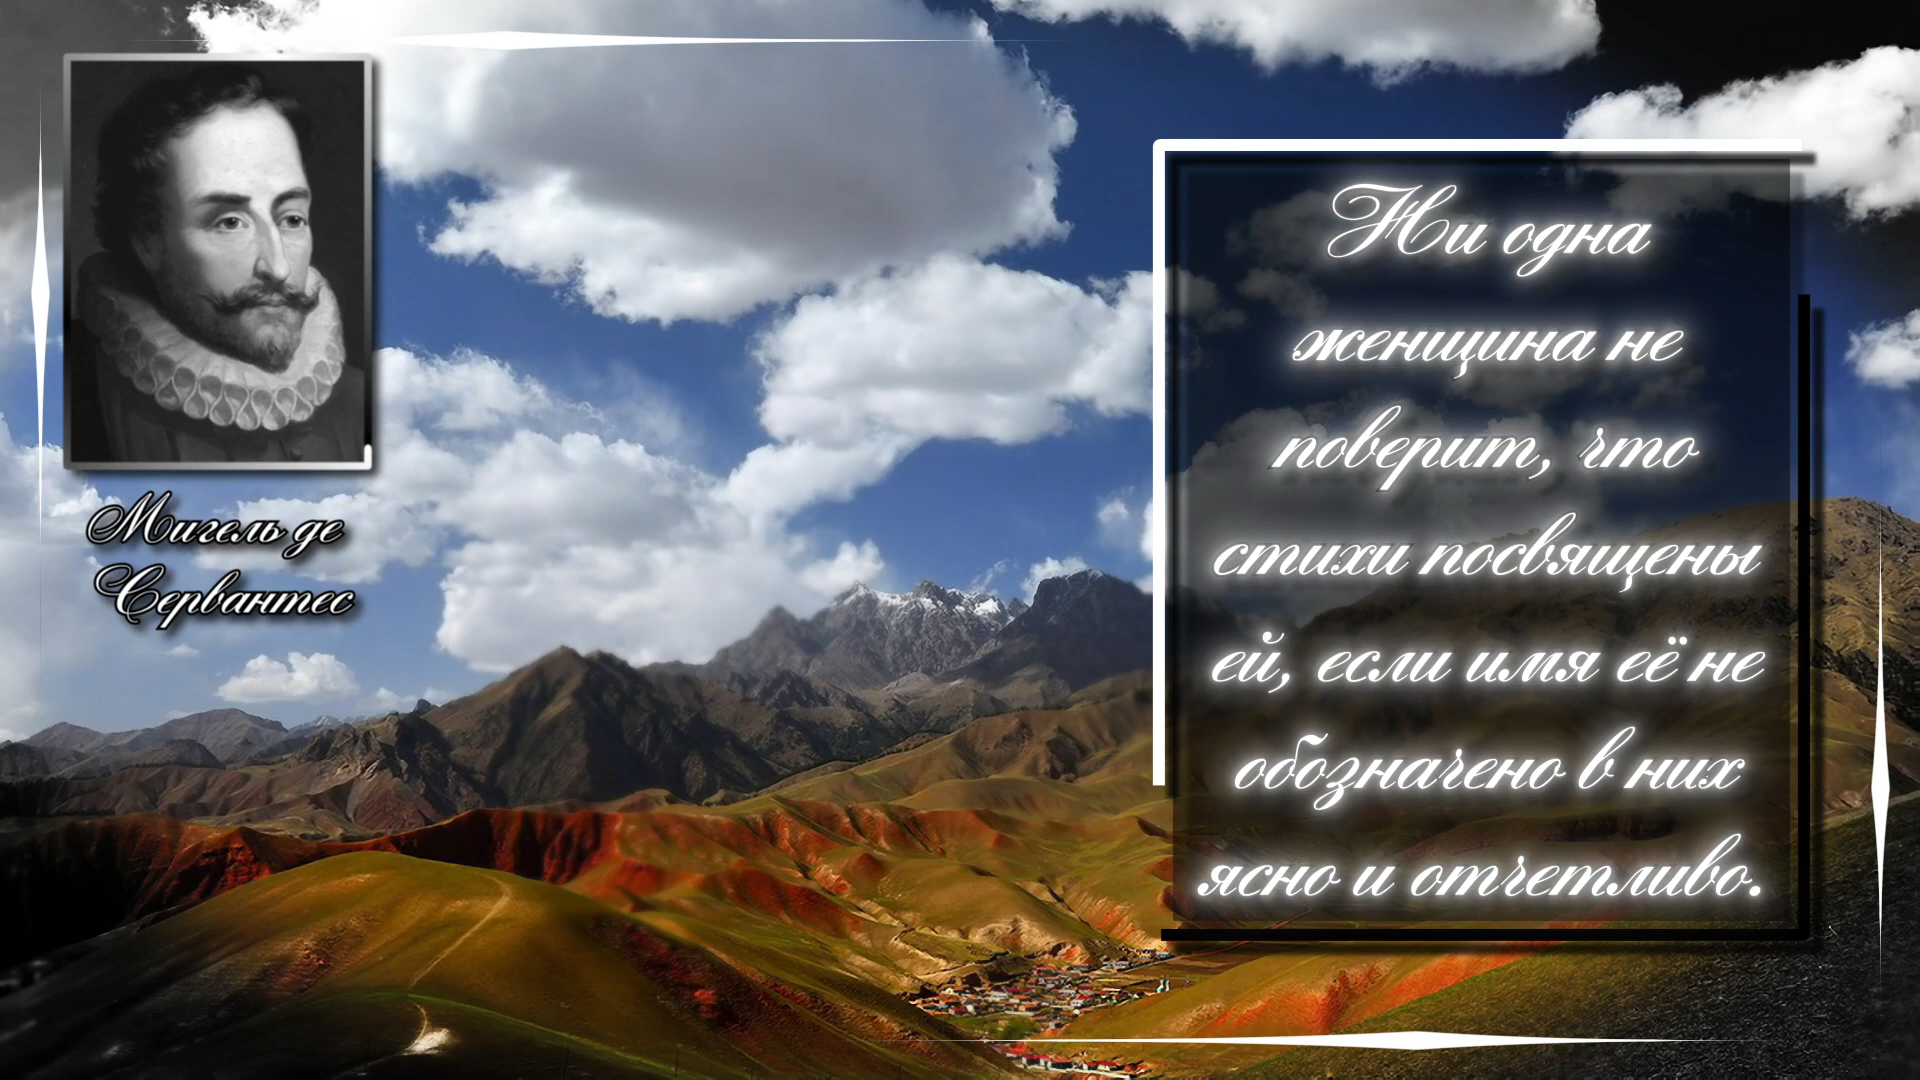 Мигель де
Сервантес
Ни одна
женщина не
поверит, что
стихи посвящены
ей, если имя её не
обозначено в них
ясно и отчетливо.